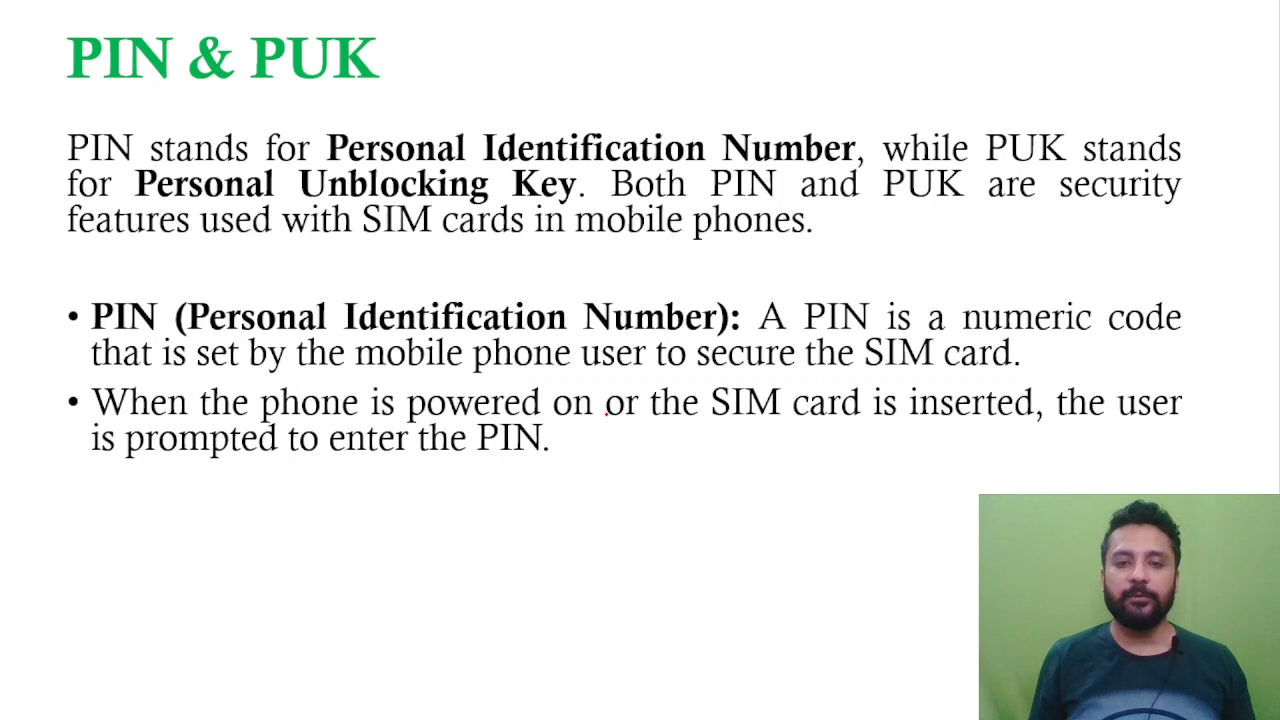 PIN & PUK
PIN stands for Personal Identification Number, while PUK stands
for Personal Unblocking Key. Both PIN and PUK are security
features used with SIM cards in mobile phones.
• PIN (Personal Identification Number): A PIN is a numeric code
that is set by the mobile phone user to secure the SIM card.
• When the phone is powered on or the SIM card is inserted, the user
is prompted to enter the PIN.